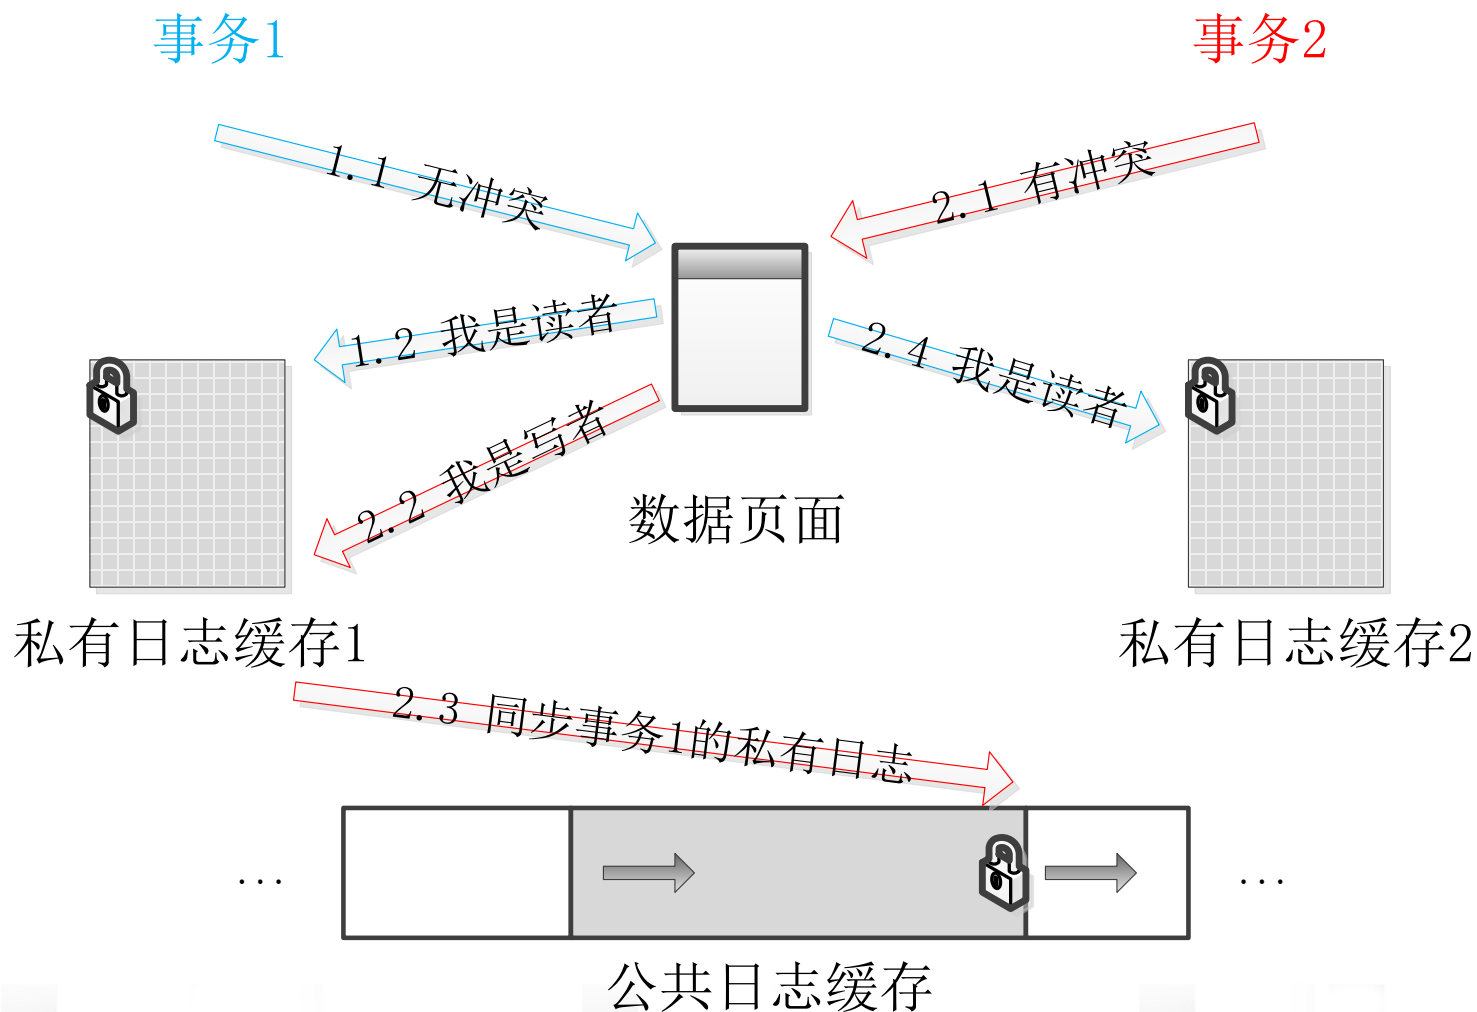 事务1
事务2
1.1 无冲突
2.1 有冲突
1.2 我是读者
2.4 我是读者
2.2 我是写者
数据页面
私有日志缓存1
私有日志缓存2
2.3 同步事务1的私有日志
...
...
公共日志缓存